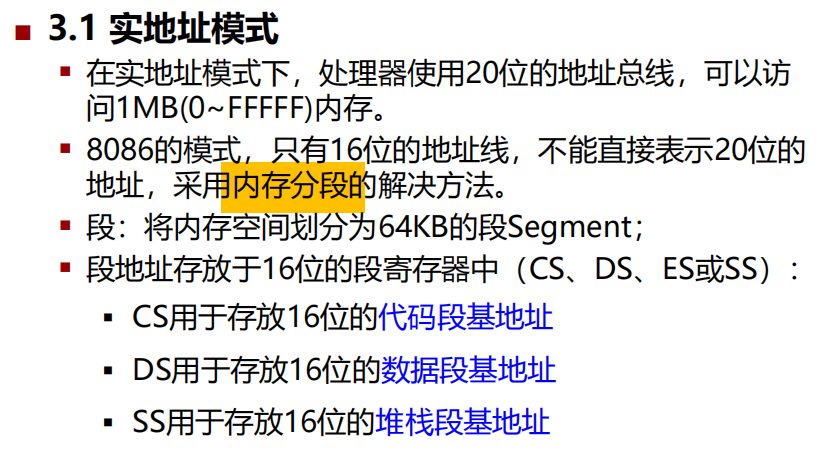 3.1 实地址模式
在实地址模式下，处理器使用20位的地址总线，可以访
问1MB(0~FFFFF)内存。
8086的模式，只有16位的地址线，不能直接表示20位的
地址，采用内存分段的解决方法。
段：将内存空间划分为64KB的段Segment；
段地址存放于16位的段寄存器中（CS、DS、ES或SS）：
CS用于存放16位的代码段基地址
DS用于存放16位的数据段基地址
SS用于存放16位的堆栈段基地址